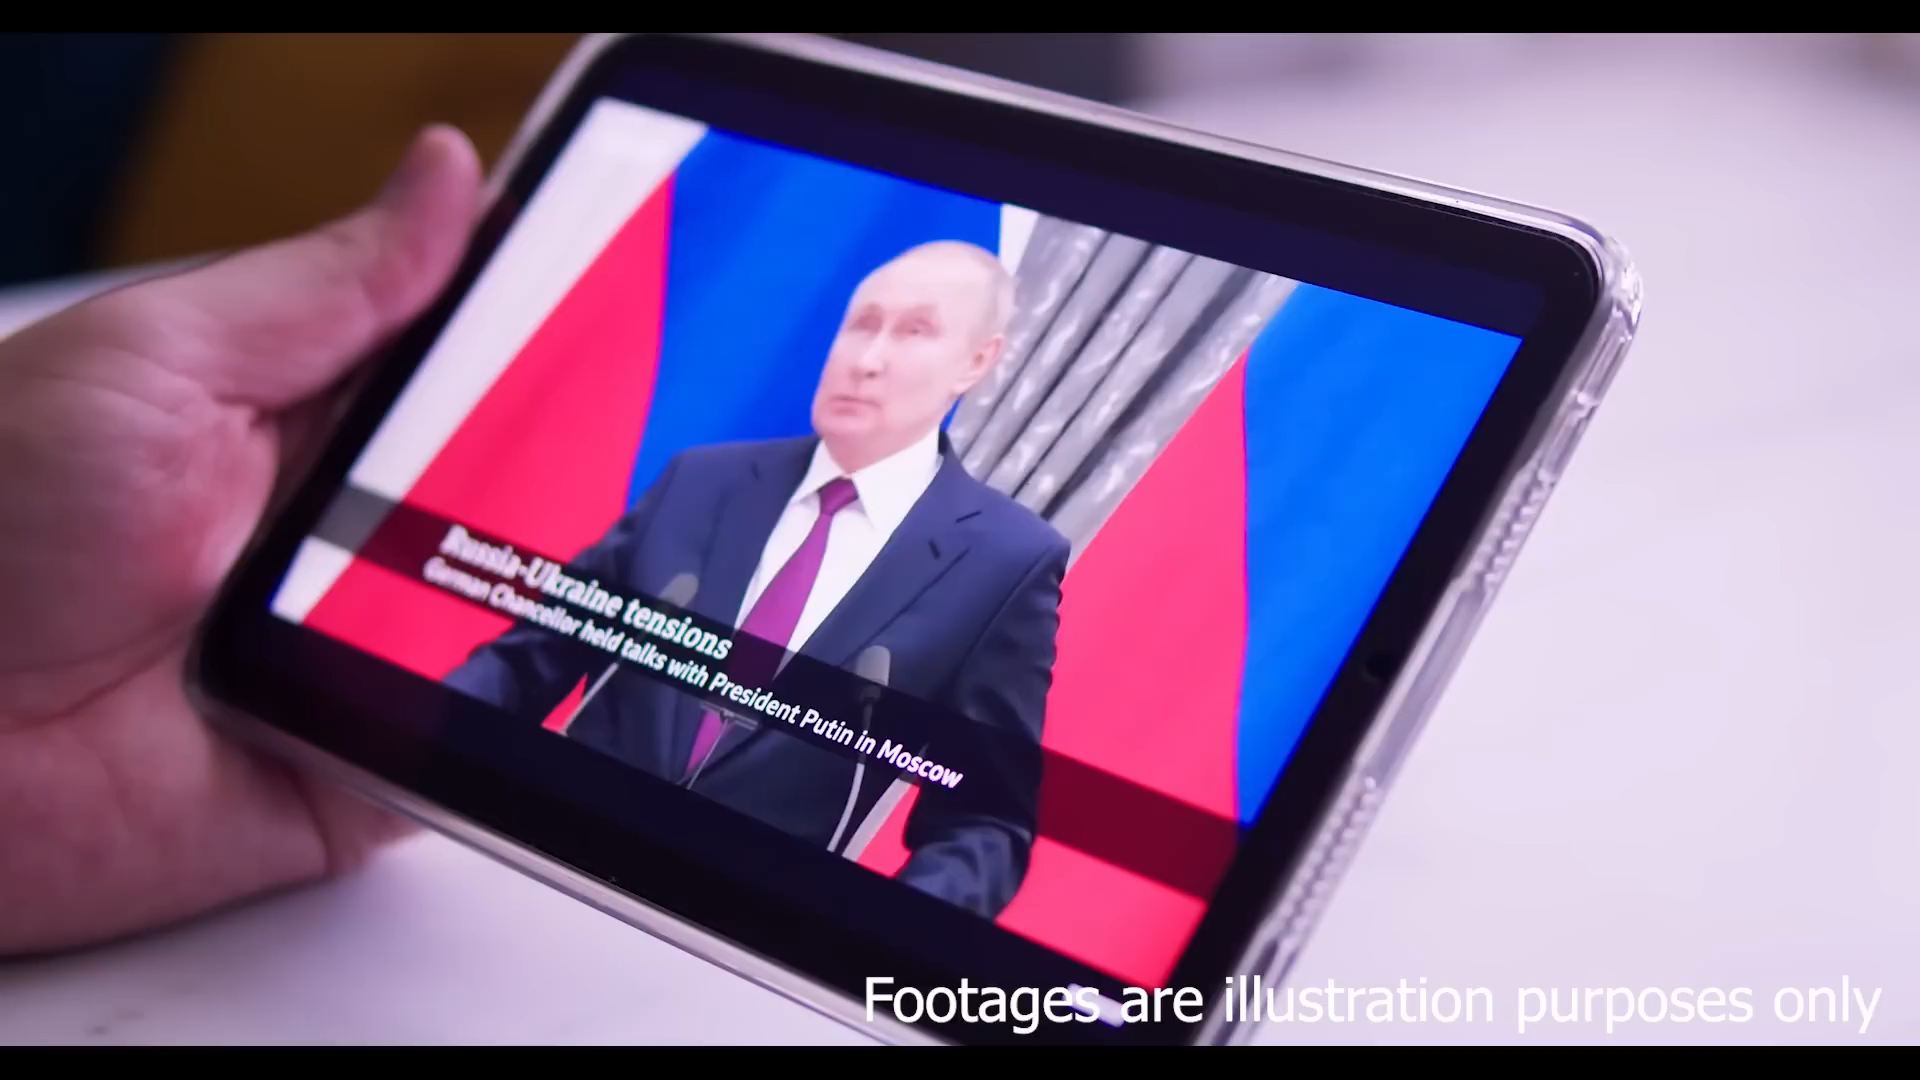 Russia-Ukraine tensions
German Chancellor held talks with President Putin in Moscow
Footages are illustration purposes only